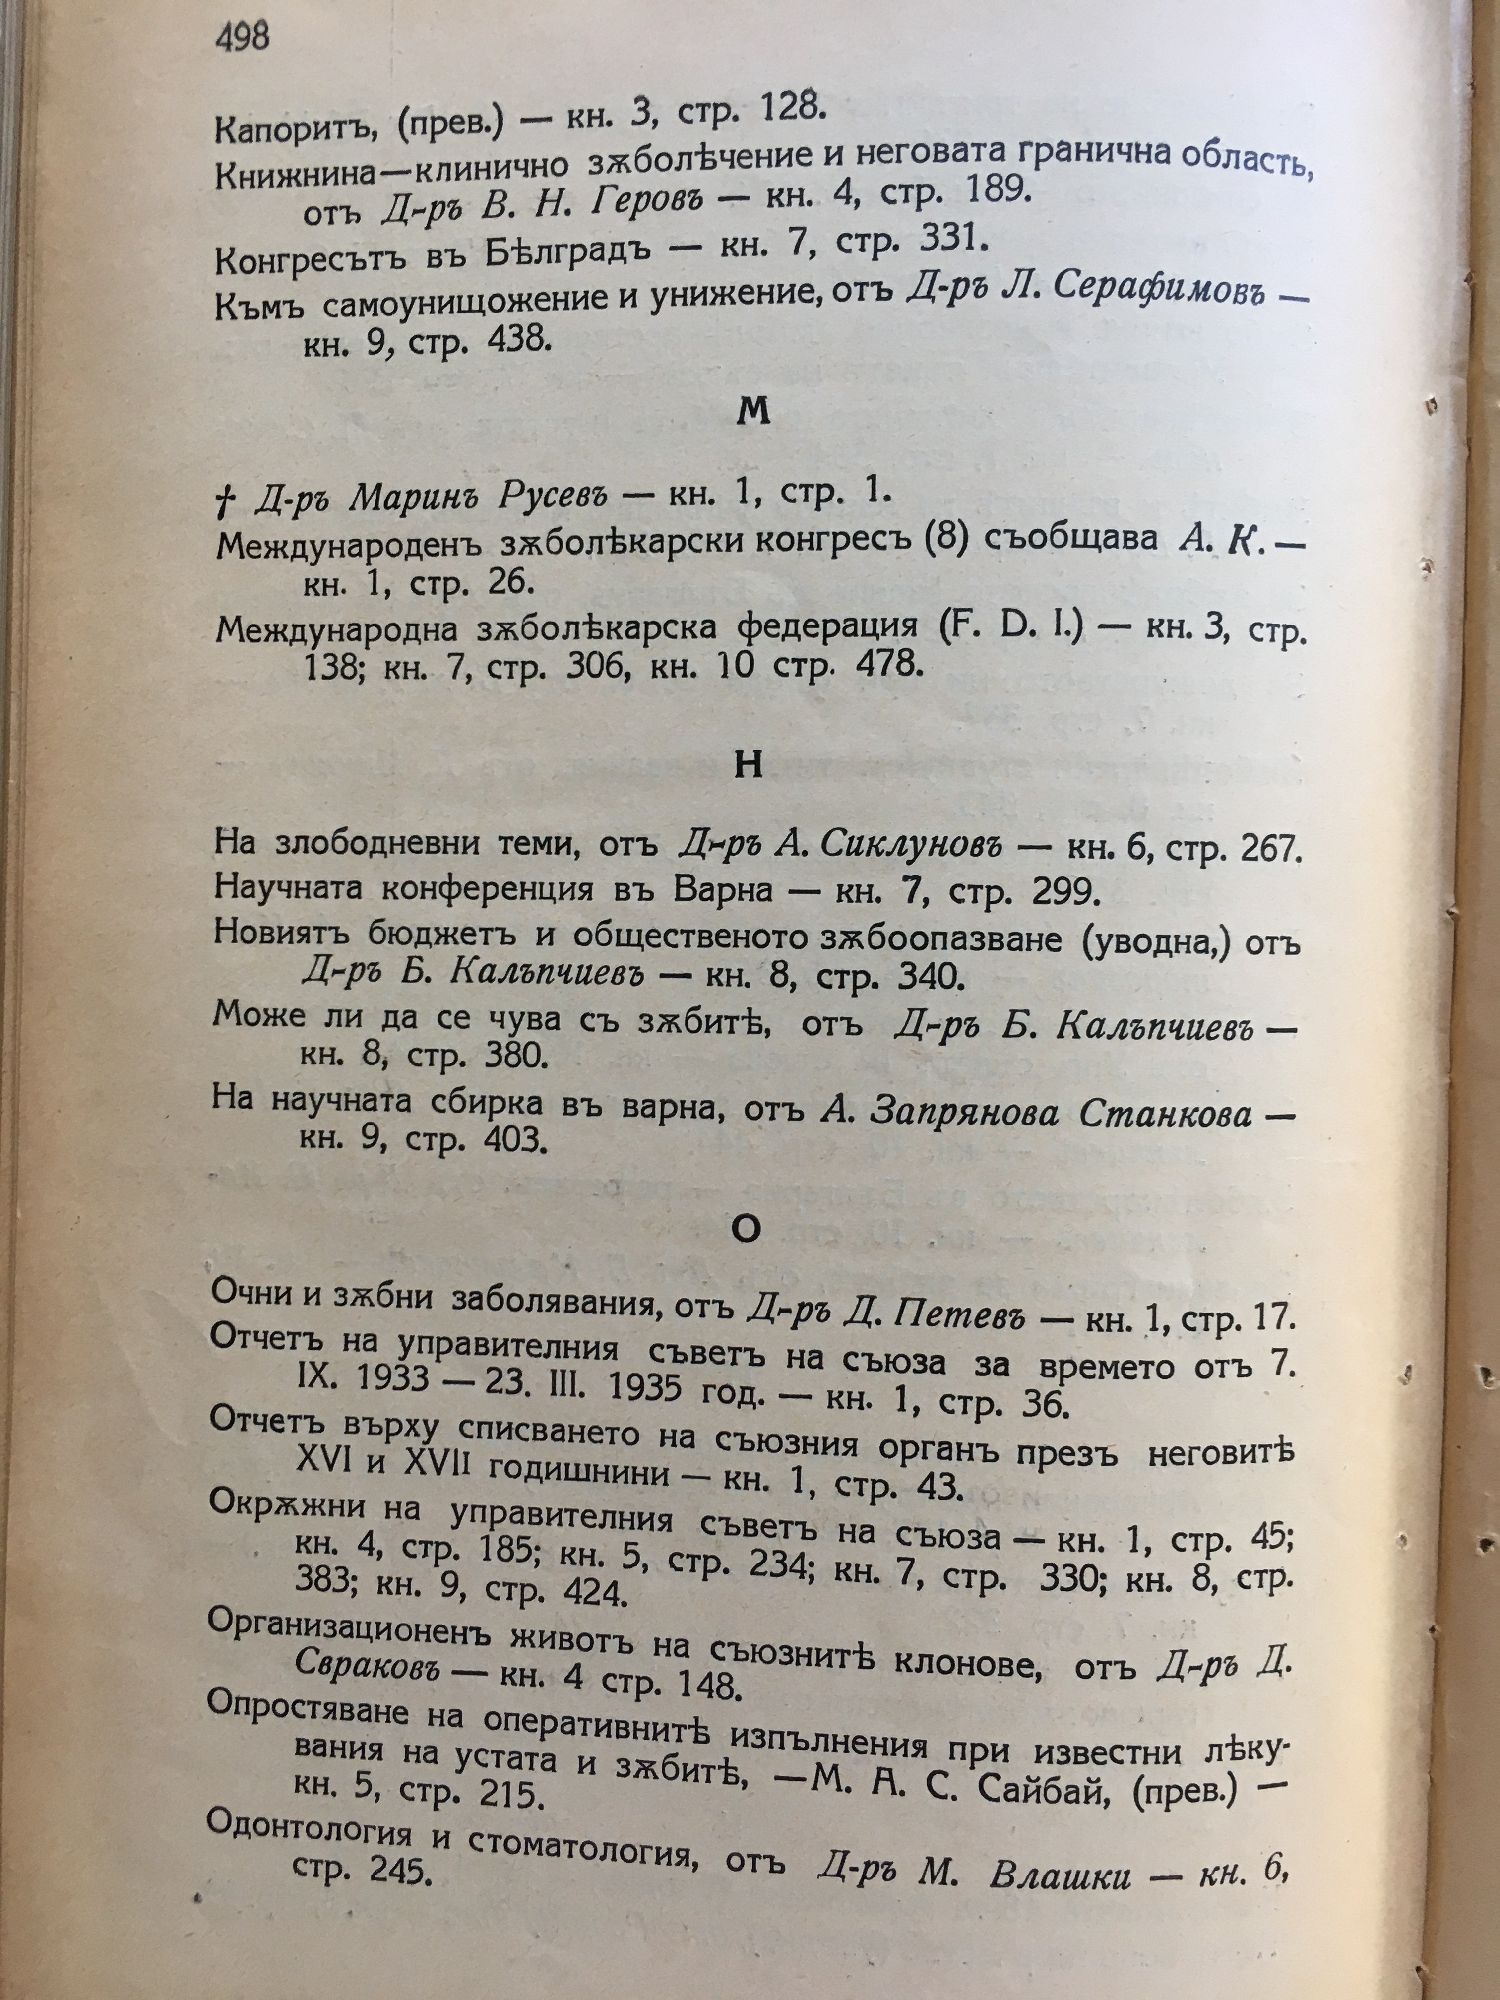 498
Капоритъ, (прев.) — кн. 3, стр. 128.
Книжнина—клинично зѫболѣчение и неговата гранична область,
отъ Д-ръ В. Н. Геровъ — кн. 4, стр. 189.
Конгресътъ въ Бѣлградъ — кн. 7, стр. 331.
Къмъ самоунищожение и унижение, отъ Д-ръ Л. Серафимовъ —
кн. 9, стр. 438.
М
† Д-ръ Маринъ Русевъ — кн. 1, стр. 1.
Международенъ зѫболѣкарски конгресъ (8) съобщава А. К. —
кн. 1, стр. 26.
Международна зѫболѣкарска федерация (F. D. I.) — кн. 3, стр.
138; кн. 7, стр. 306, кн. 10 стр. 478.
Н
На злободневни теми, отъ Д-ръ А. Сиклуновъ — кн. 6, стр. 267.
Научната конференция въ Варна — кн. 7, стр. 299.
Новиятъ бюджетъ и общественото зѫбоопазване (уводна,) отъ
Д-ръ Б. Калъпчиевъ — кн. 8, стр. 340.
Може ли да се чува съ зѫбитѣ, отъ Д-ръ Б. Калъпчиевъ —
кн. 8, стр. 380.
На научната сбирка въ варна, отъ А. Запрянова Станкова —
кн. 9, стр. 403.
О
Очни и зѫбни заболявания, отъ Д-ръ Д. Петевъ — кн. 1, стр. 17.
Отчетъ на управителния съветъ на съюза за времето отъ 7.
IX. 1933 — 23. III. 1935 год. — кн. 1, стр. 36.
Отчетъ върху списването на съюзния органъ презъ неговитѣ
XVI и XVII годишнини — кн. 1, стр. 43.
Окрѫжни на управителния съветъ на съюза — кн. 1, стр. 45;
кн. 4, стр. 185; кн. 5, стр. 234; кн. 7, стр. 330; кн. 8, стр.
383; кн. 9, стр. 424.
Организационенъ животъ на съюзнитѣ клонове, отъ Д-ръ Д.
Свраковъ — кн. 4 стр. 148.
Опростяване на оперативнитѣ изпълнения при известни лѣку-
вания на устата и зѫбитѣ, —М. А. С. Сайбай, (прев.) —
кн. 5, стр. 215.
Одонтология и стоматология, отъ Д-ръ М. Влашки — кн. 6,
стр. 245.